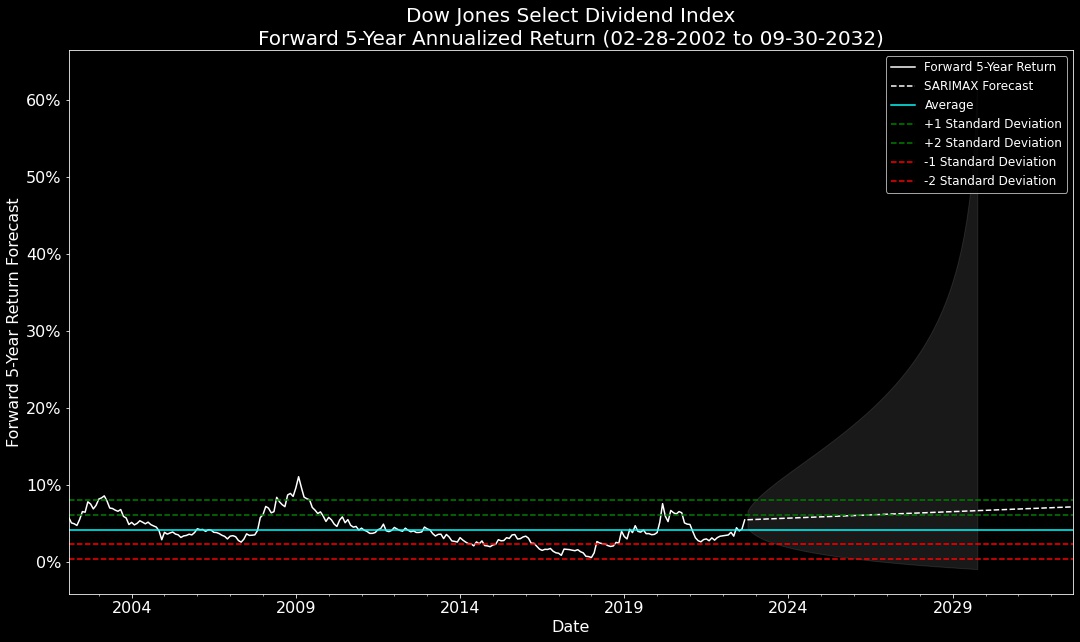 Dow Jones Select Dividend Index
Forward 5-Year Annualized Return (02-28-2002 to 09-30-2032)
Forward 5-Year Return
SARIMAX Forecast
Average
+1 Standard Deviation
+2 Standard Deviation
-1 Standard Deviation
-2 Standard Deviation
Forward 5-Year Return Forecast
60%
50%
40%
30%
20%
10%
0%
2004 2009 2014 2019 2024 2029
Date